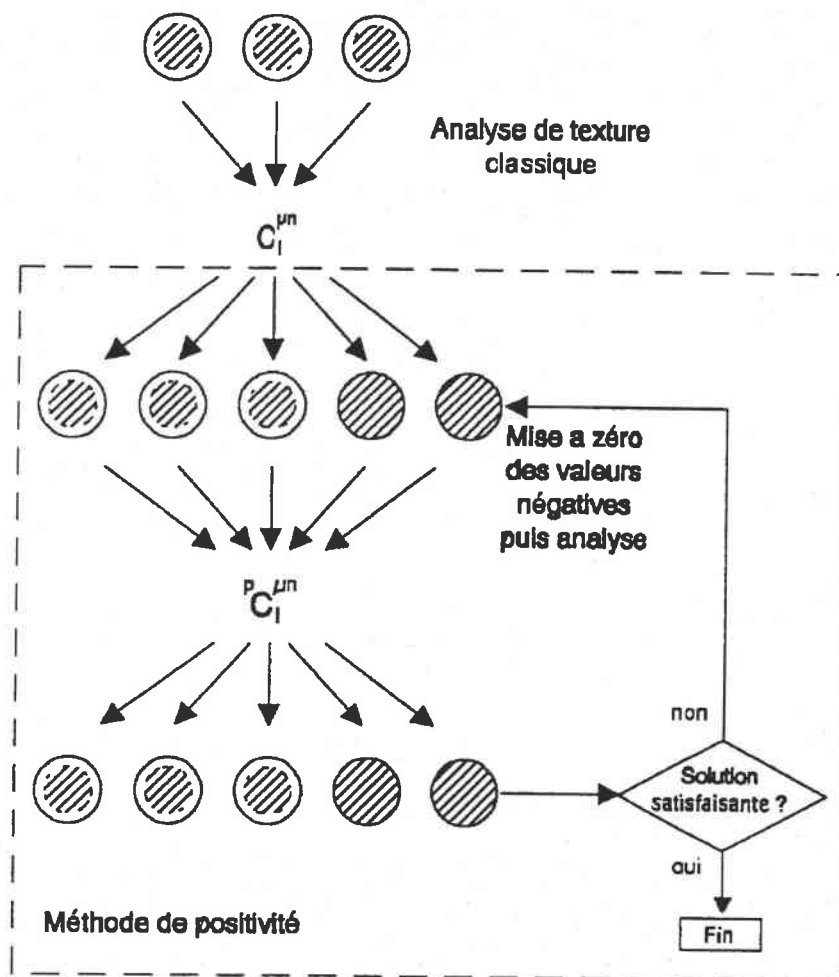 Analyse de texture
classique
C_l^{μn}
Mise a zéro
des valeurs
négatives
puis analyse
^pC_l^{μn}
non
Solution
satisfaisante ?
oui
Fin
Méthode de positivité